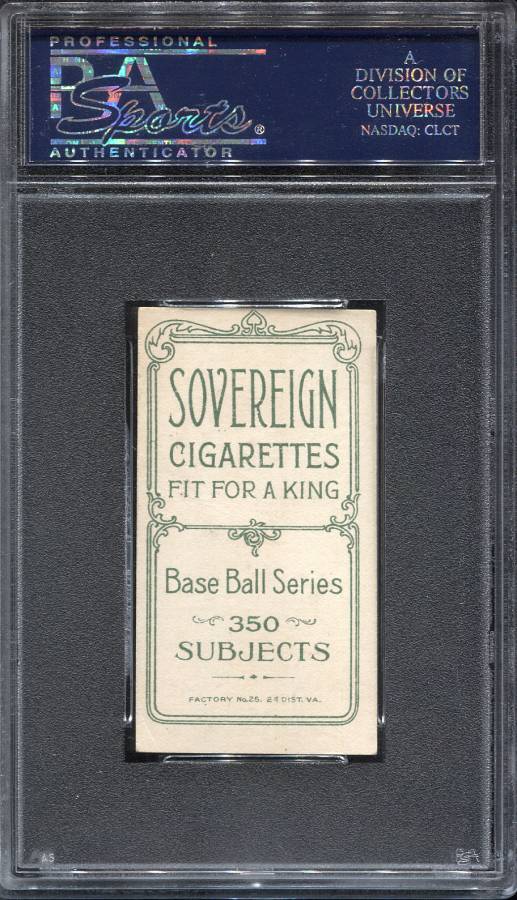 PROFESSIONAL
PSA
Sports®
AUTHENTICATOR
A
DIVISION OF
COLLECTORS
UNIVERSE
NASDAQ: CLCT
SOVEREIGN
CIGARETTES
FIT FOR A KING
Base Ball Series
350
SUBJECTS
FACTORY No. 25. 2d DIST. VA.
PSA